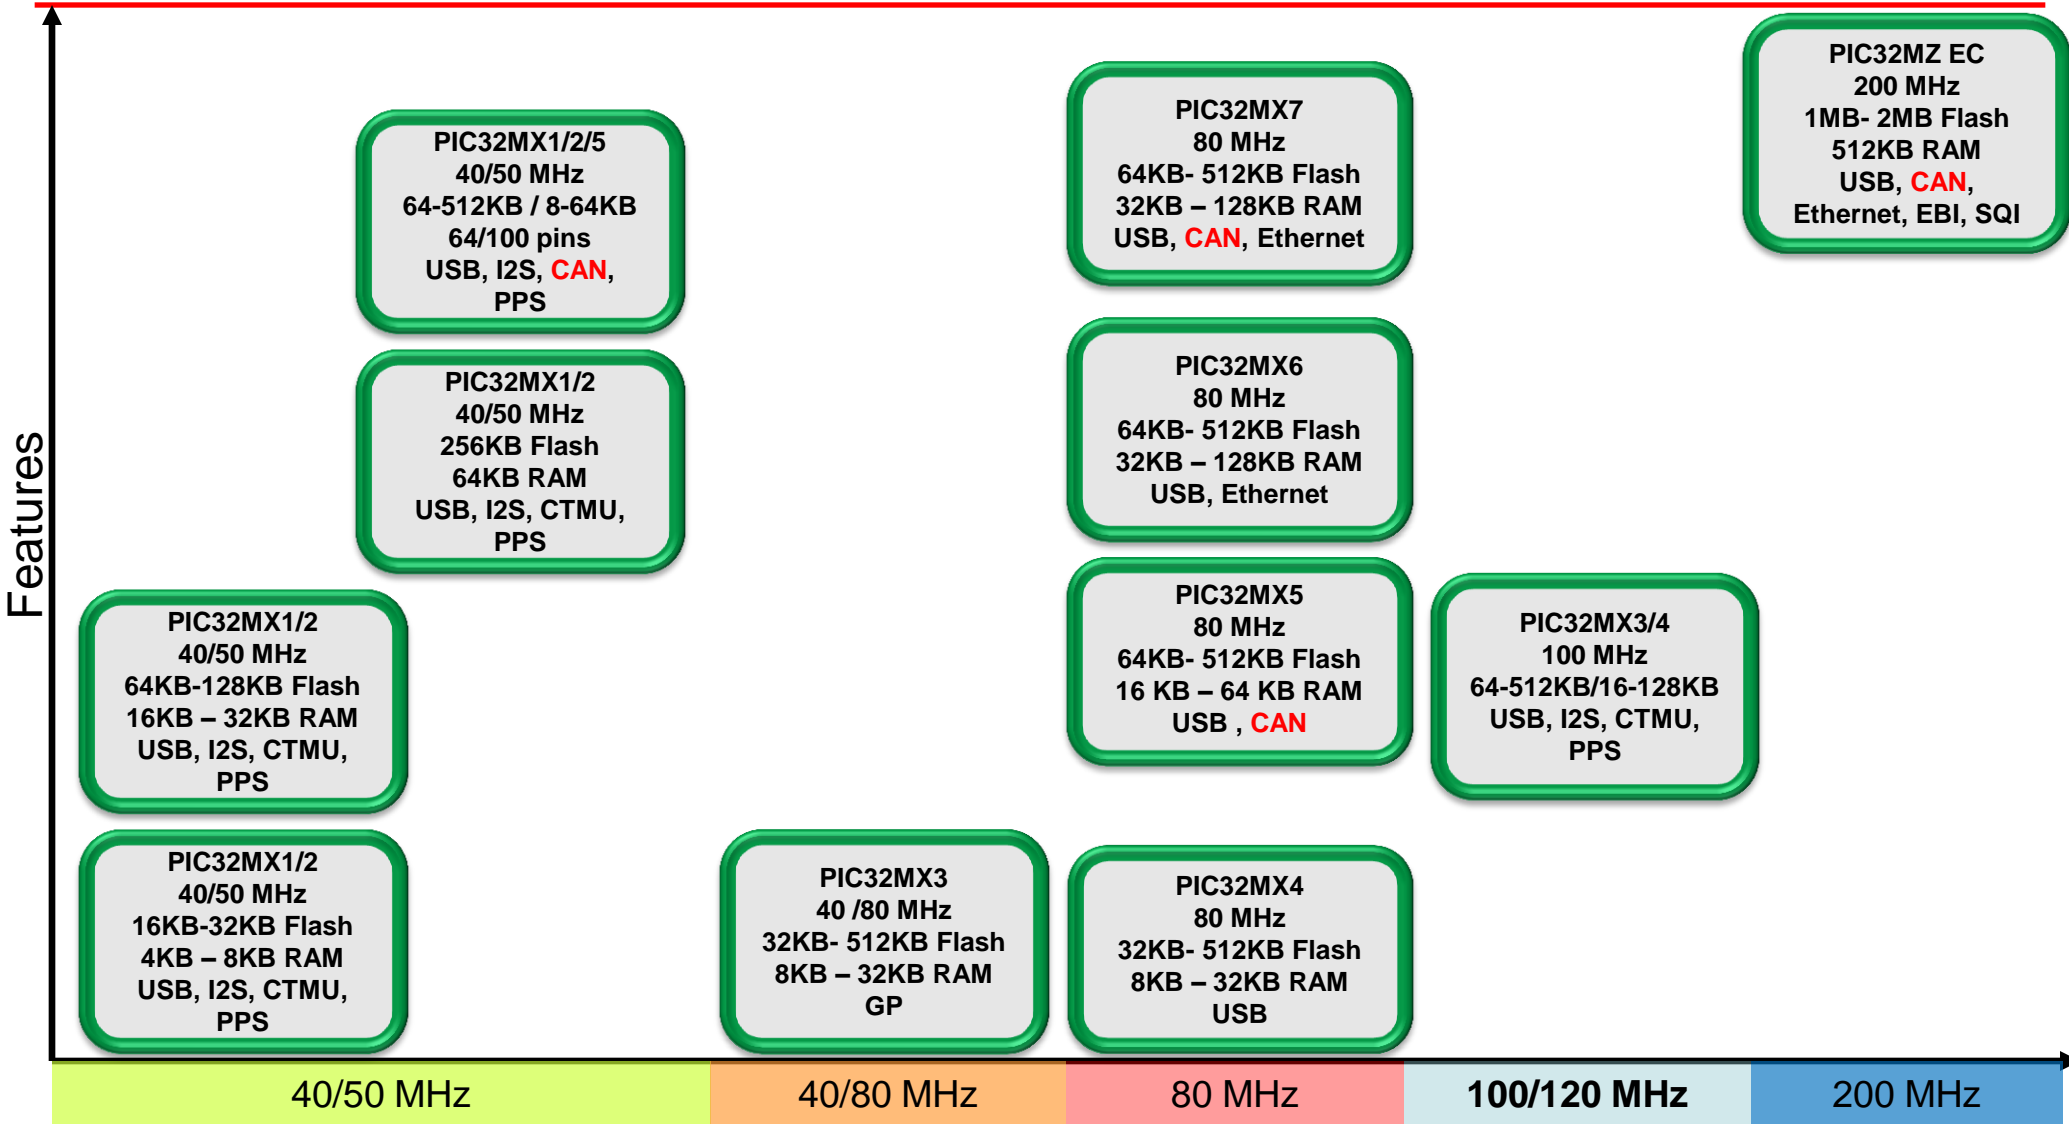 Features
PIC32MX1/2/5
40/50 MHz
64-512KB / 8-64KB
64/100 pins
USB, I2S, CAN,
PPS
PIC32MX1/2
40/50 MHz
256KB Flash
64KB RAM
USB, I2S, CTMU,
PPS
PIC32MX1/2
40/50 MHz
64KB-128KB Flash
16KB – 32KB RAM
USB, I2S, CTMU,
PPS
PIC32MX1/2
40/50 MHz
16KB-32KB Flash
4KB – 8KB RAM
USB, I2S, CTMU,
PPS
PIC32MX3
40 /80 MHz
32KB- 512KB Flash
8KB – 32KB RAM
GP
PIC32MX7
80 MHz
64KB- 512KB Flash
32KB – 128KB RAM
USB, CAN, Ethernet
PIC32MX6
80 MHz
64KB- 512KB Flash
32KB – 128KB RAM
USB, Ethernet
PIC32MX5
80 MHz
64KB- 512KB Flash
16 KB – 64 KB RAM
USB , CAN
PIC32MX4
80 MHz
32KB- 512KB Flash
8KB – 32KB RAM
USB
PIC32MX3/4
100 MHz
64-512KB/16-128KB
USB, I2S, CTMU,
PPS
PIC32MZ EC
200 MHz
1MB- 2MB Flash
512KB RAM
USB, CAN,
Ethernet, EBI, SQI
40/50 MHz
40/80 MHz
80 MHz
100/120 MHz
200 MHz